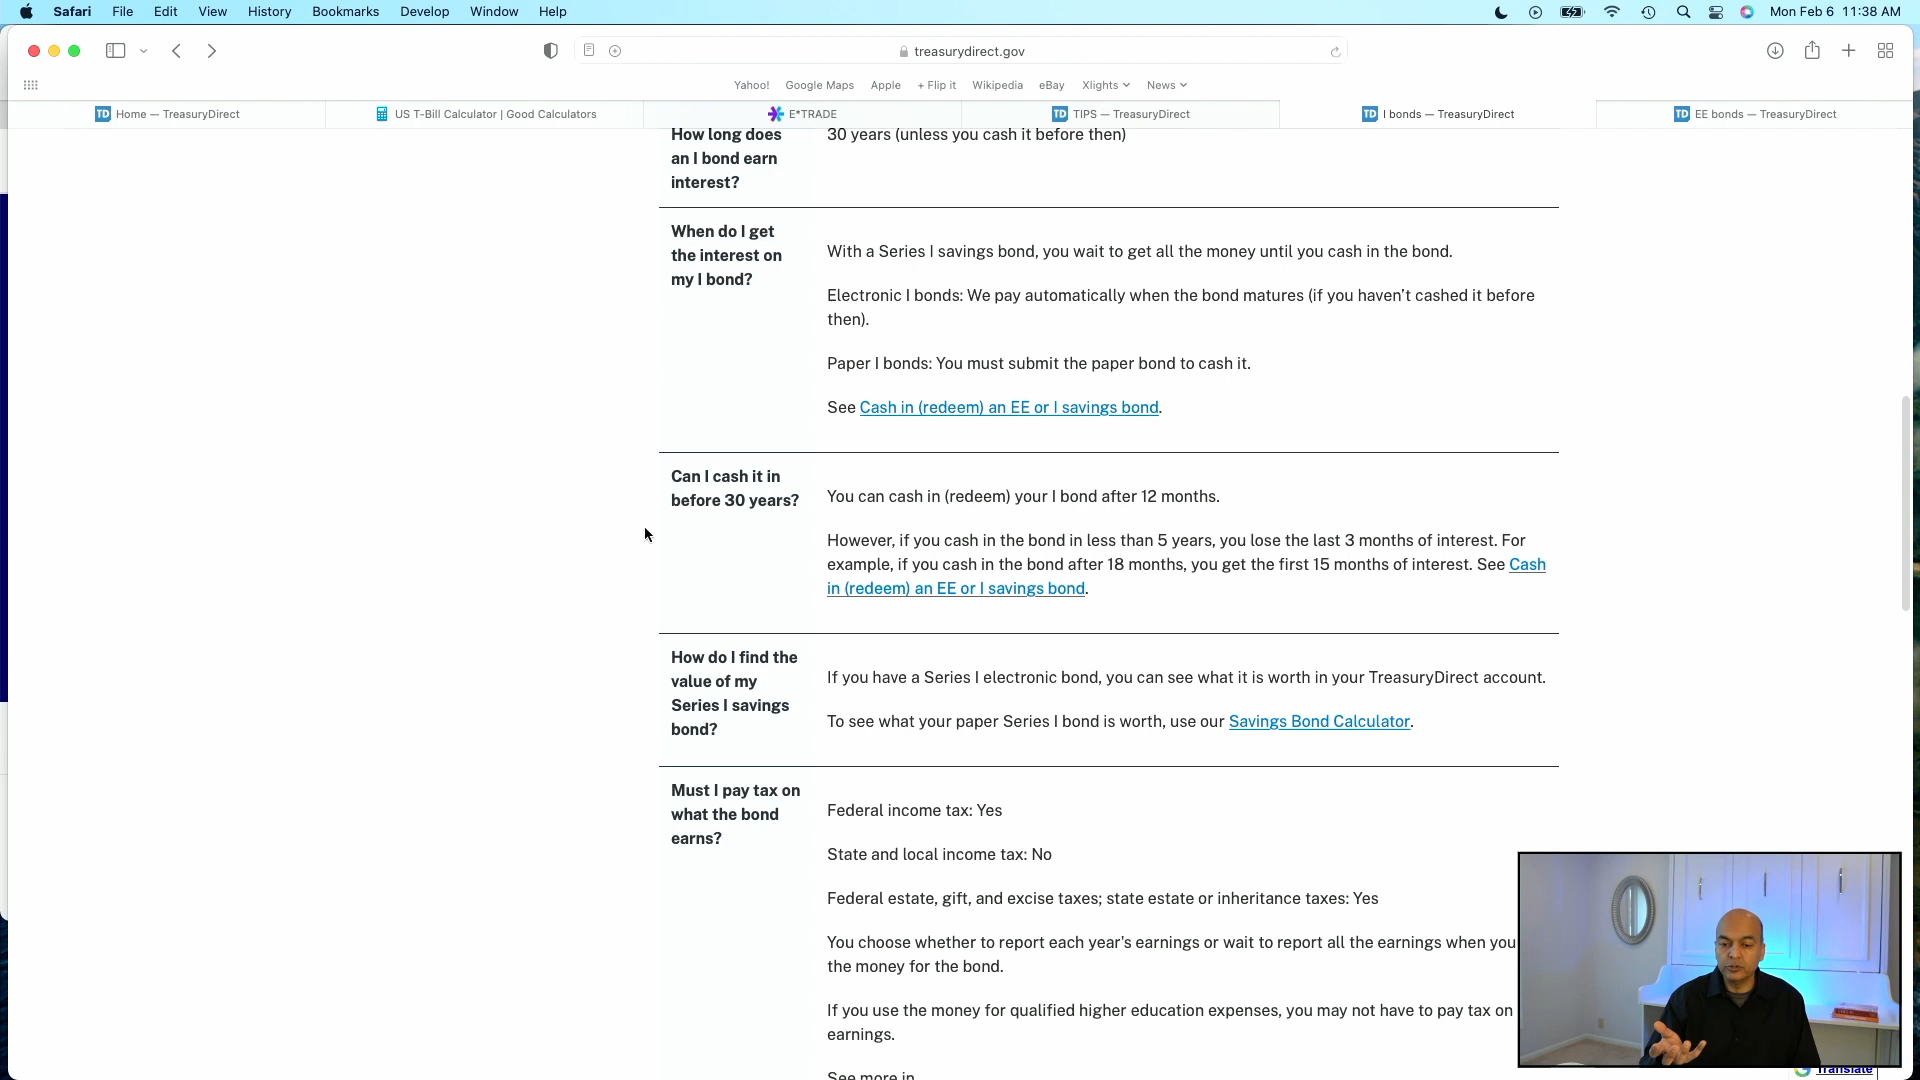 Safari File Edit View History Bookmarks Develop Window Help Mon Feb 6 11:38 AM
treasurydirect.gov
Yahoo! Google Maps Apple + Flip it Wikipedia eBay Xlights News
TD Home — TreasuryDirect US T-Bill Calculator | Good Calculators E*TRADE TD TIPS — TreasuryDirect TD I bonds — TreasuryDirect TD EE bonds — TreasuryDirect
How long does
an I bond earn
interest?
30 years (unless you cash it before then)
When do I get
the interest on
my I bond?
With a Series I savings bond, you wait to get all the money until you cash in the bond.
Electronic I bonds: We pay automatically when the bond matures (if you haven’t cashed it before
then).
Paper I bonds: You must submit the paper bond to cash it.
See Cash in (redeem) an EE or I savings bond.
Can I cash it in
before 30 years?
You can cash in (redeem) your I bond after 12 months.
However, if you cash in the bond in less than 5 years, you lose the last 3 months of interest. For
example, if you cash in the bond after 18 months, you get the first 15 months of interest. See Cash
in (redeem) an EE or I savings bond.
How do I find the
value of my
Series I savings
bond?
If you have a Series I electronic bond, you can see what it is worth in your TreasuryDirect account.
To see what your paper Series I bond is worth, use our Savings Bond Calculator.
Must I pay tax on
what the bond
earns?
Federal income tax: Yes
State and local income tax: No
Federal estate, gift, and excise taxes; state estate or inheritance taxes: Yes
You choose whether to report each year's earnings or wait to report all the earnings when you
the money for the bond.
If you use the money for qualified higher education expenses, you may not have to pay tax on
earnings.
See more in
Translate